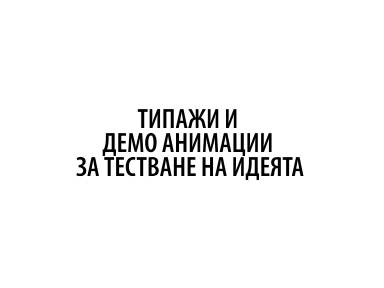 ТИПАЖИ И
ДЕМО АНИМАЦИИ
ЗА ТЕСТВАНЕ НА ИДЕЯТА